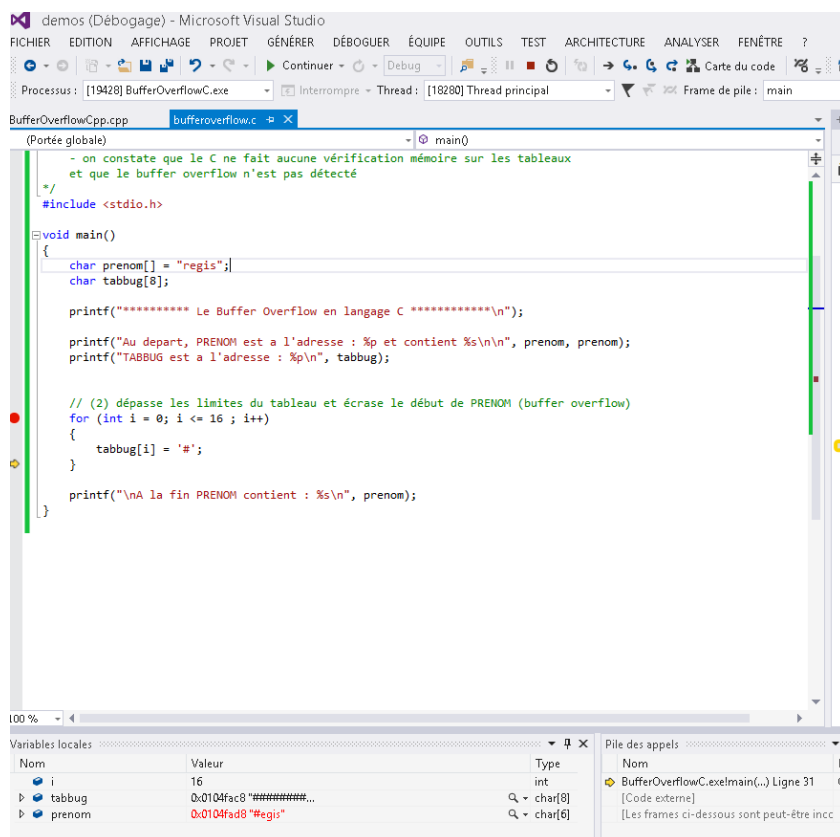 demos (Débogage) - Microsoft Visual Studio
FICHIER EDITION AFFICHAGE PROJET GÉNÉRER DÉBOGUER ÉQUIPE OUTILS TEST ARCHITECTURE ANALYSER FENÊTRE ?
Continuer Debug Carte du code
Processus : [19428] BufferOverflowC.exe Interrompre Thread : [18280] Thread principal Frame de pile : main
BufferOverflowCpp.cpp bufferoverflow.c
(Portée globale) main()
- on constate que le C ne fait aucune vérification mémoire sur les tableaux
et que le buffer overflow n'est pas détecté
*/
#include <stdio.h>
void main()
{
char prenom[] = "regis";
char tabbug[8];
printf("********** Le Buffer Overflow en langage C ************\n");
printf("Au depart, PRENOM est a l'adresse : %p et contient %s\n\n", prenom, prenom);
printf("TABBUG est a l'adresse : %p\n", tabbug);
// (2) dépasse les limites du tableau et écrase le début de PRENOM (buffer overflow)
for (int i = 0; i <= 16 ; i++)
{
tabbug[i] = '#';
}
printf("\nA la fin PRENOM contient : %s\n", prenom);
}
100 %
Variables locales Pile des appels
Nom Valeur Type Nom
i 16 int BufferOverflowC.exe!main(...) Ligne 31
tabbug 0x0104fac8 "########... char[8] [Code externe]
prenom 0x0104fad8 "#egis" char[6] [Les frames ci-dessous sont peut-être inco